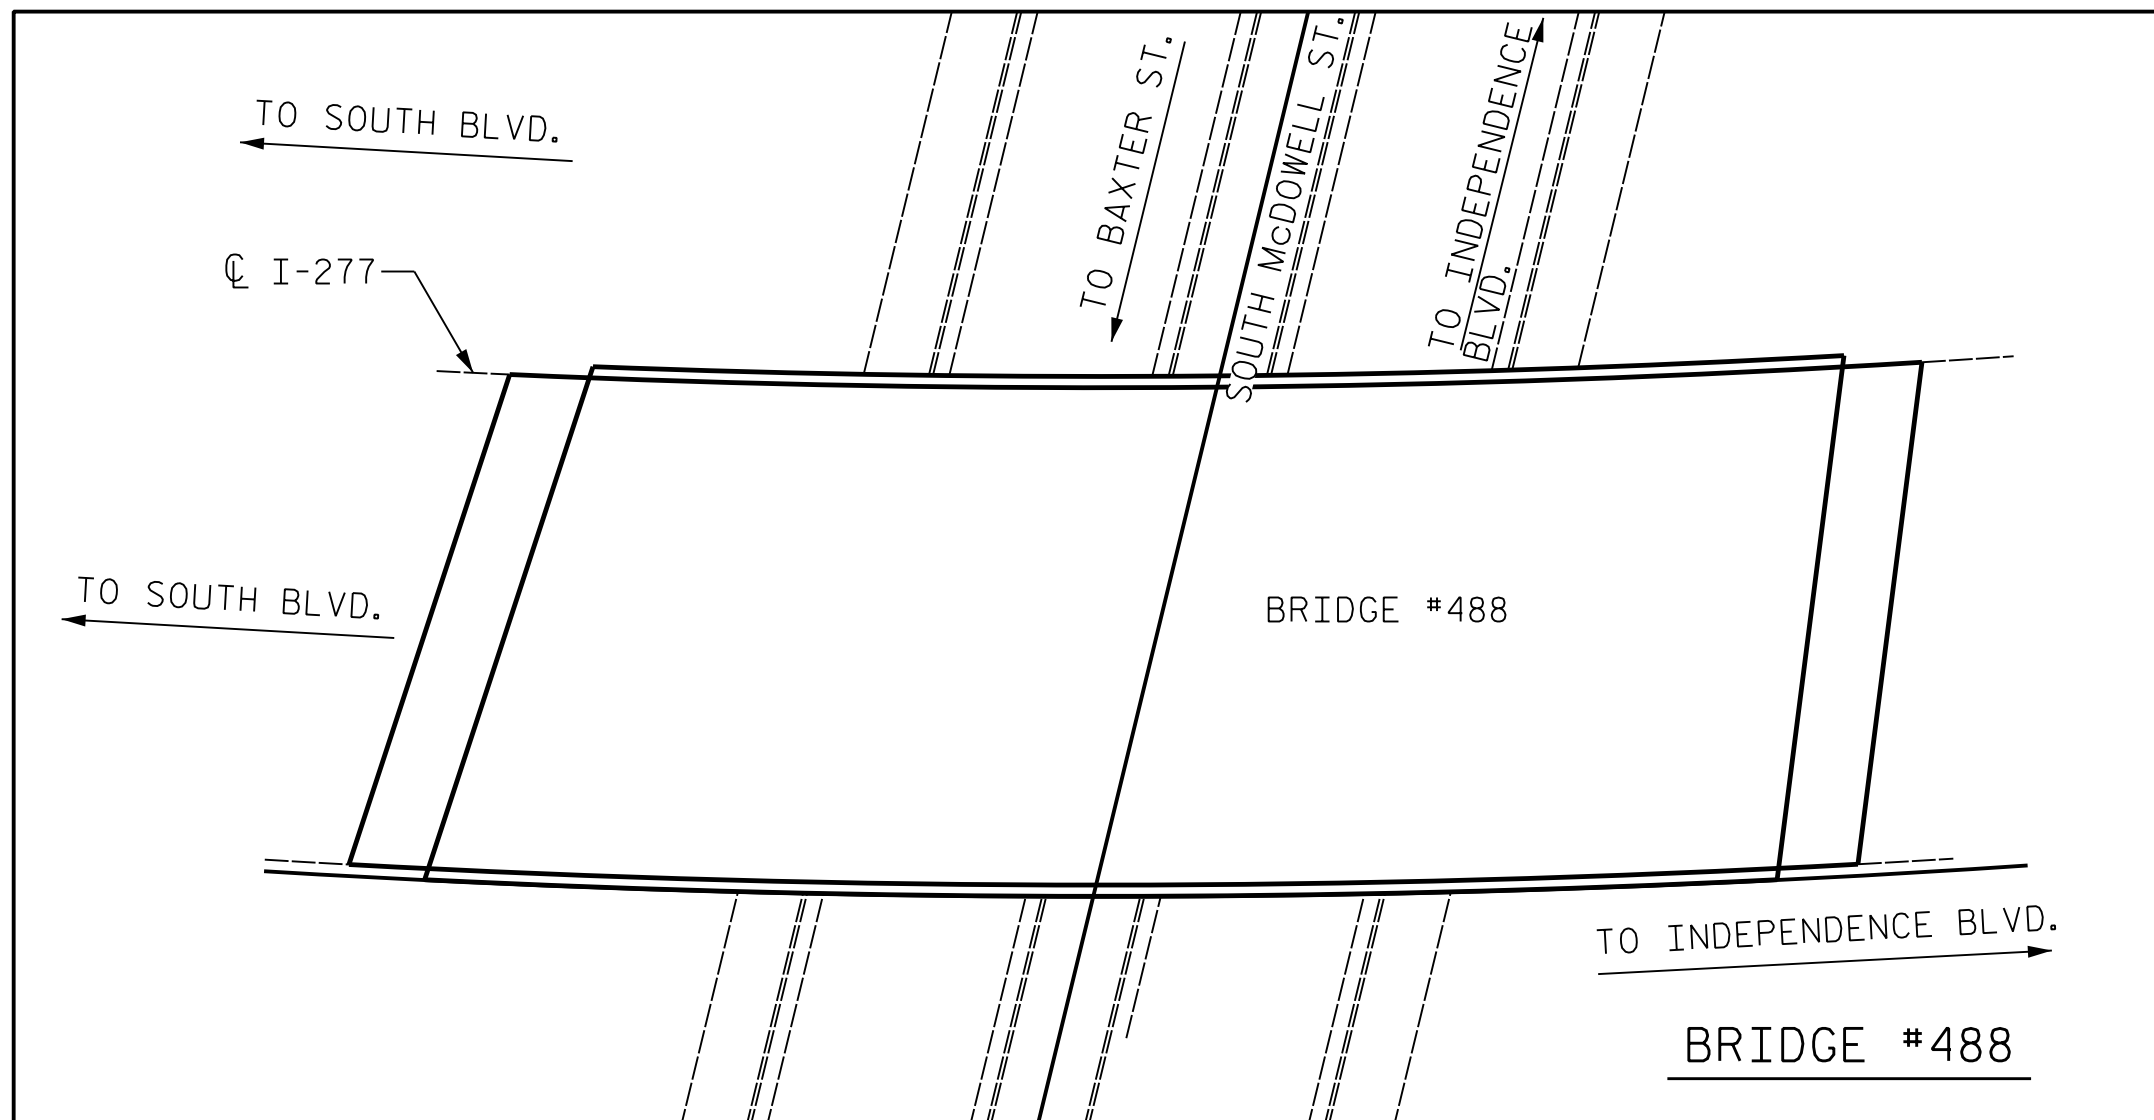 TO SOUTH BLVD.
TO BAXTER ST.
SOUTH McDOWELL ST.
TO INDEPENDENCE
BLVD.
℄ I-277
TO SOUTH BLVD.
BRIDGE #488
TO INDEPENDENCE BLVD.
BRIDGE #488